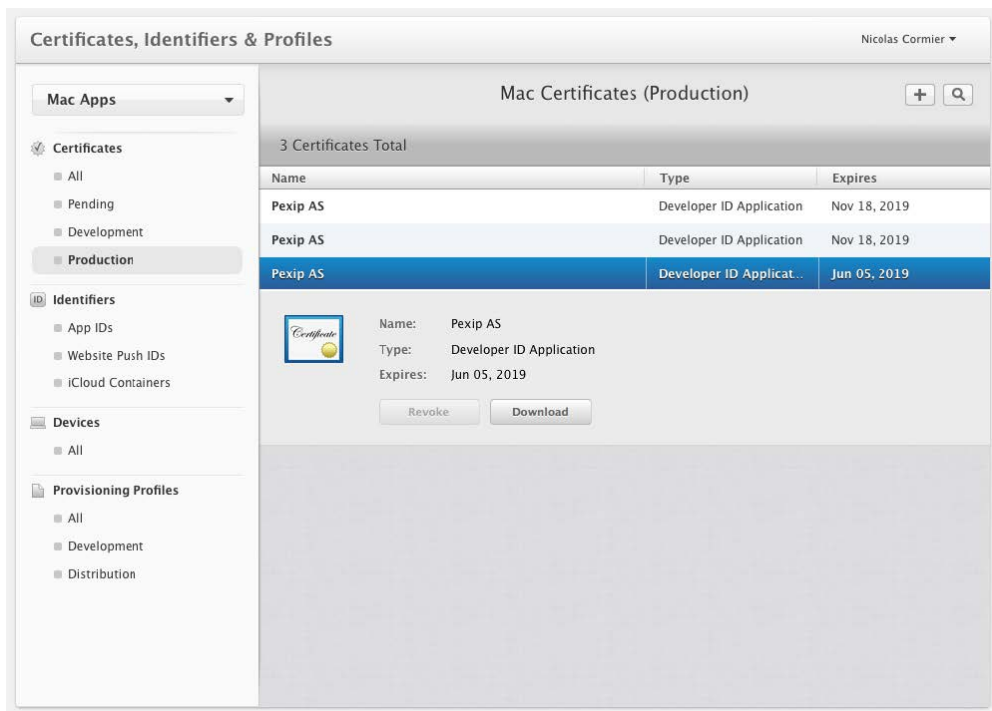 Certificates, Identifiers & Profiles
Nicolas Cormier
Mac Apps
Certificates
All
Pending
Development
Production
ID Identifiers
App IDs
Website Push IDs
iCloud Containers
Devices
All
Provisioning Profiles
All
Development
Distribution
Mac Certificates (Production)
3 Certificates Total
Name Type Expires
Pexip AS Developer ID Application Nov 18, 2019
Pexip AS Developer ID Application Nov 18, 2019
Pexip AS Developer ID Applicat... Jun 05, 2019
Certificate
Name: Pexip AS
Type: Developer ID Application
Expires: Jun 05, 2019
Revoke Download